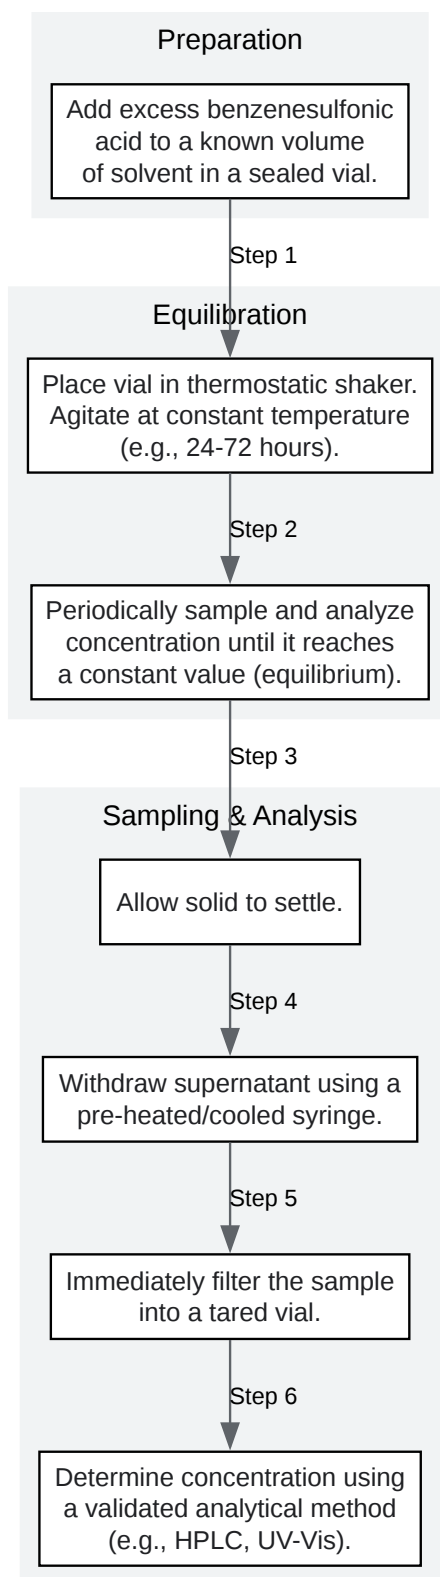 Preparation
Add excess benzenesulfonic
acid to a known volume
of solvent in a sealed vial.
Step 1
Equilibration
Place vial in thermostatic shaker.
Agitate at constant temperature
(e.g., 24-72 hours).
Step 2
Periodically sample and analyze
concentration until it reaches
a constant value (equilibrium).
Step 3
Sampling & Analysis
Allow solid to settle.
Step 4
Withdraw supernatant using a
pre-heated/cooled syringe.
Step 5
Immediately filter the sample
into a tared vial.
Step 6
Determine concentration using
a validated analytical method
(e.g., HPLC, UV-Vis).